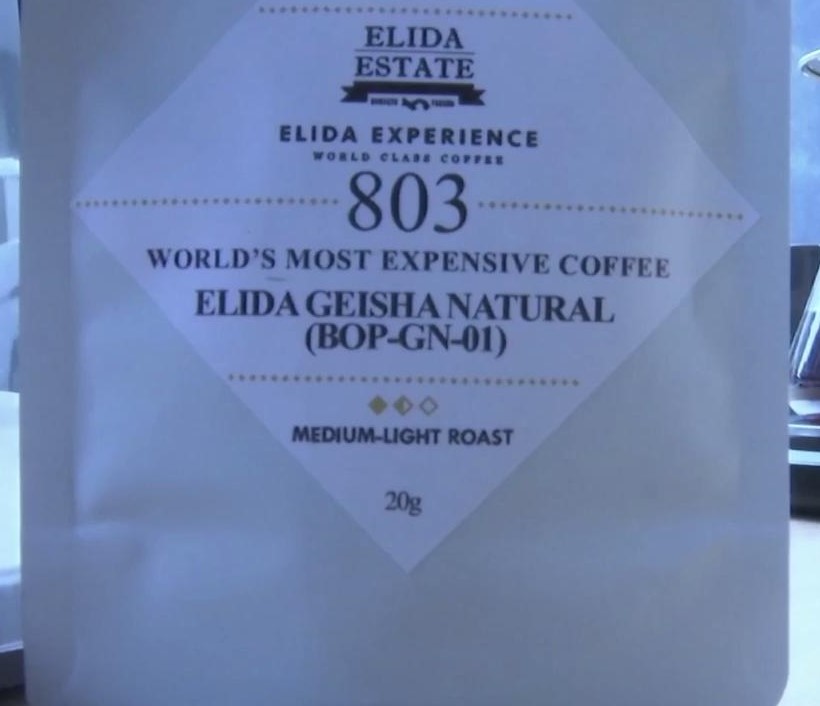 ELIDA
ESTATE
ELIDA EXPERIENCE
WORLD CLASS COFFEE
803
WORLD'S MOST EXPENSIVE COFFEE
ELIDA GEISHA NATURAL
(BOP-GN-01)
MEDIUM-LIGHT ROAST
20g